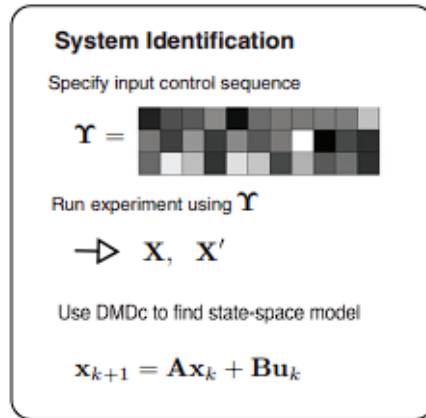 System Identification
Specify input control sequence
𝚼 =
Run experiment using 𝚼
𝐗, 𝐗′
Use DMDc to find state-space model
𝐱ₖ₊₁ = 𝐀𝐱ₖ + 𝐁𝐮ₖ